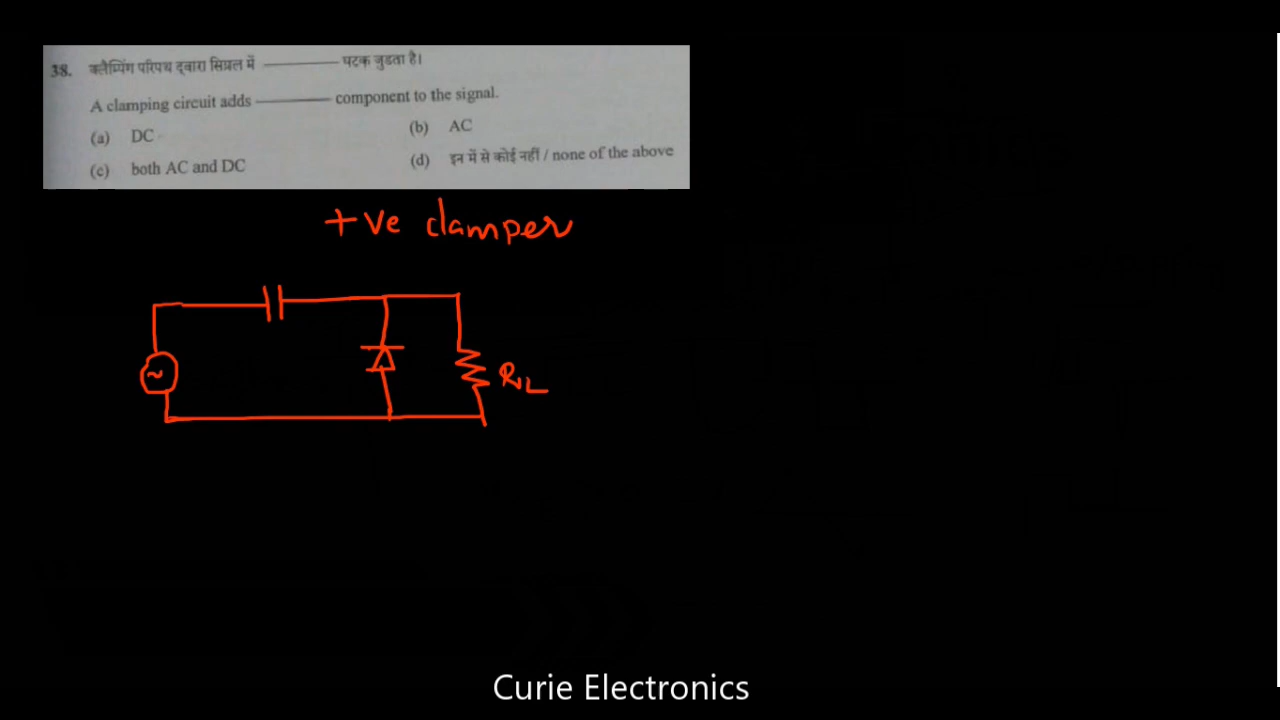 38. क्लैम्पिंग परिपथ द्वारा सिग्नल में ———— घटक जुडता है।
A clamping circuit adds ———— component to the signal.
(a) DC (b) AC
(c) both AC and DC (d) इन में से कोई नहीं / none of the above
+ve clamper
~
RL
Curie Electronics